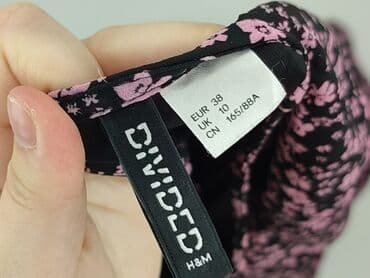 EUR 38
UK 10
CN 165/88A
DIVIDED
H&M